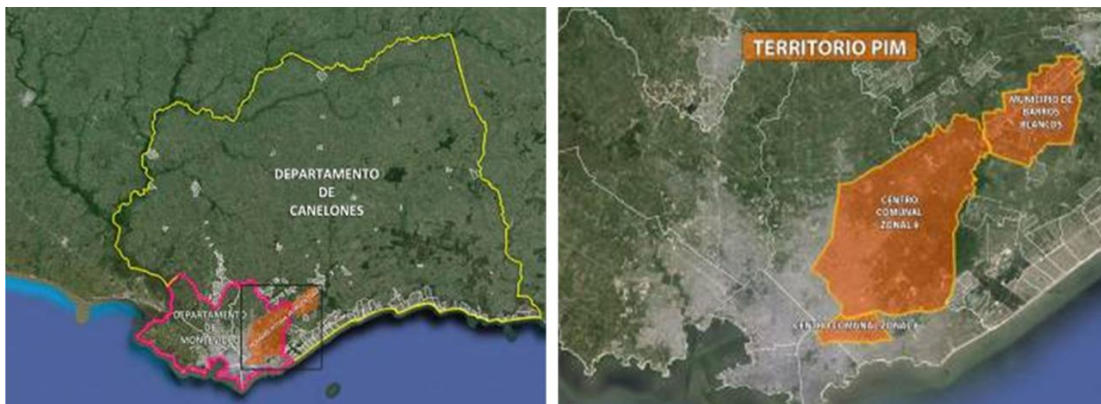 DEPARTAMENTO
DE
CANELONES
DEPARTAMENTO
DE
MONTEVIDEO
TERRITORIO PIM
MUNICIPIO DE
BARROS
BLANCOS
CENTRO
COMUNAL
ZONAL 9
CENTRO COMUNAL ZONAL 6